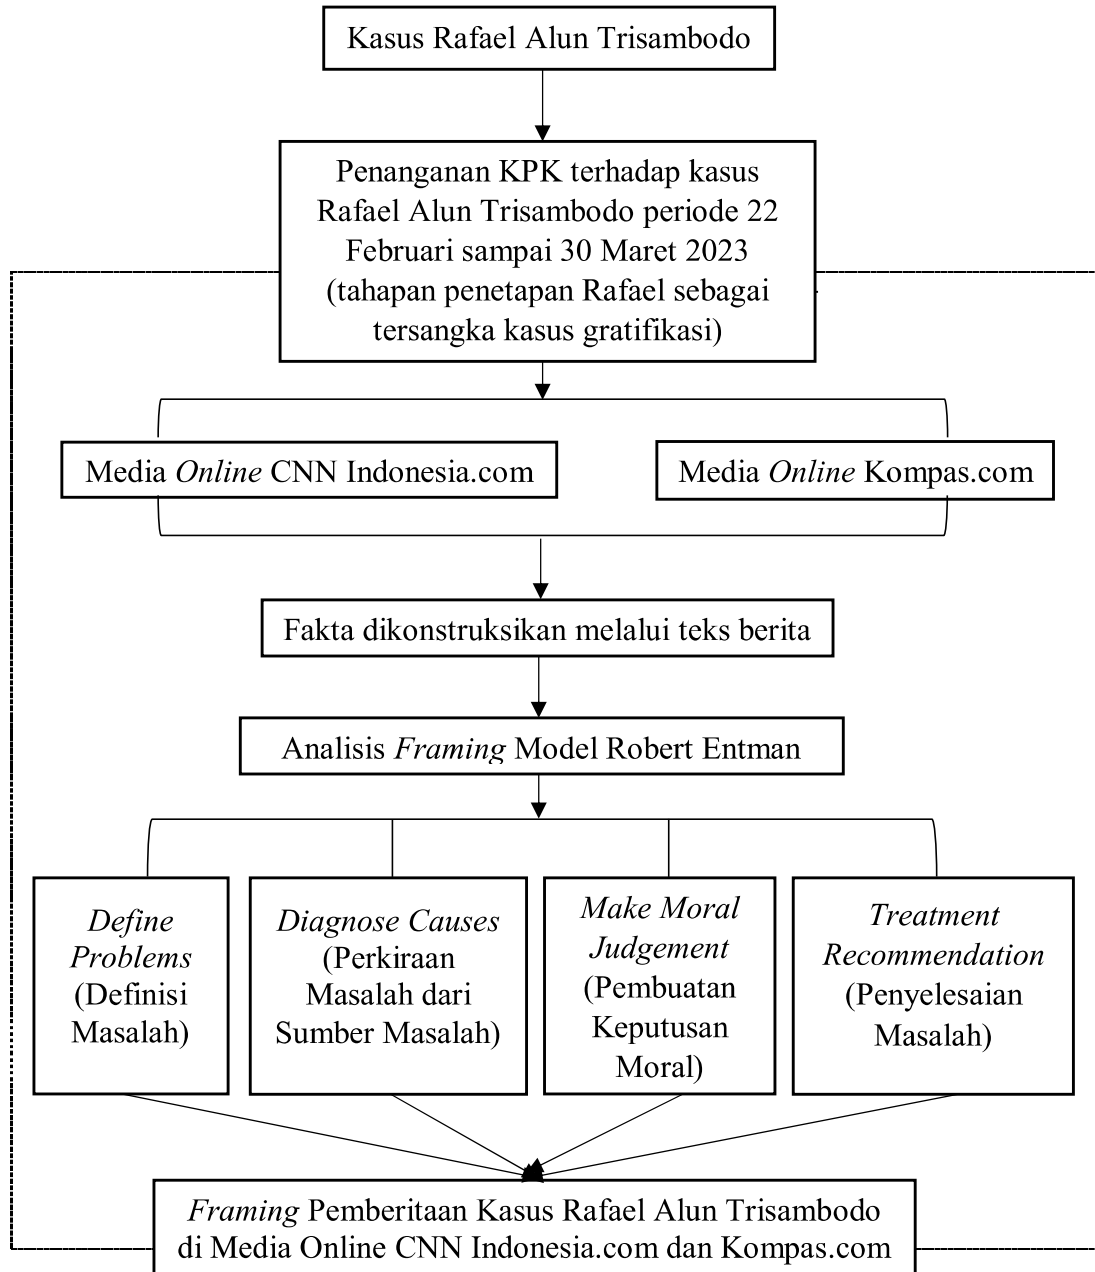 Kasus Rafael Alun Trisambodo
Penanganan KPK terhadap kasus
Rafael Alun Trisambodo periode 22
Februari sampai 30 Maret 2023
(tahapan penetapan Rafael sebagai
tersangka kasus gratifikasi)
Media Online CNN Indonesia.com
Media Online Kompas.com
Fakta dikonstruksikan melalui teks berita
Analisis Framing Model Robert Entman
Define
Problems
(Definisi
Masalah)
Diagnose Causes
(Perkiraan
Masalah dari
Sumber Masalah)
Make Moral
Judgement
(Pembuatan
Keputusan
Moral)
Treatment
Recommendation
(Penyelesaian
Masalah)
Framing Pemberitaan Kasus Rafael Alun Trisambodo
di Media Online CNN Indonesia.com dan Kompas.com